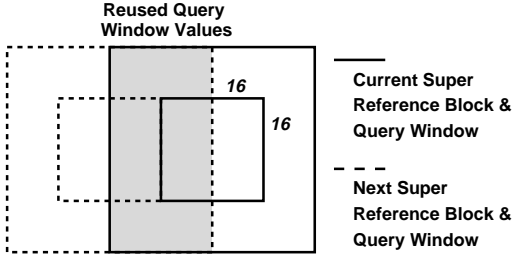 Reused Query
Window Values
16
16
Current Super
Reference Block &
Query Window
Next Super
Reference Block &
Query Window